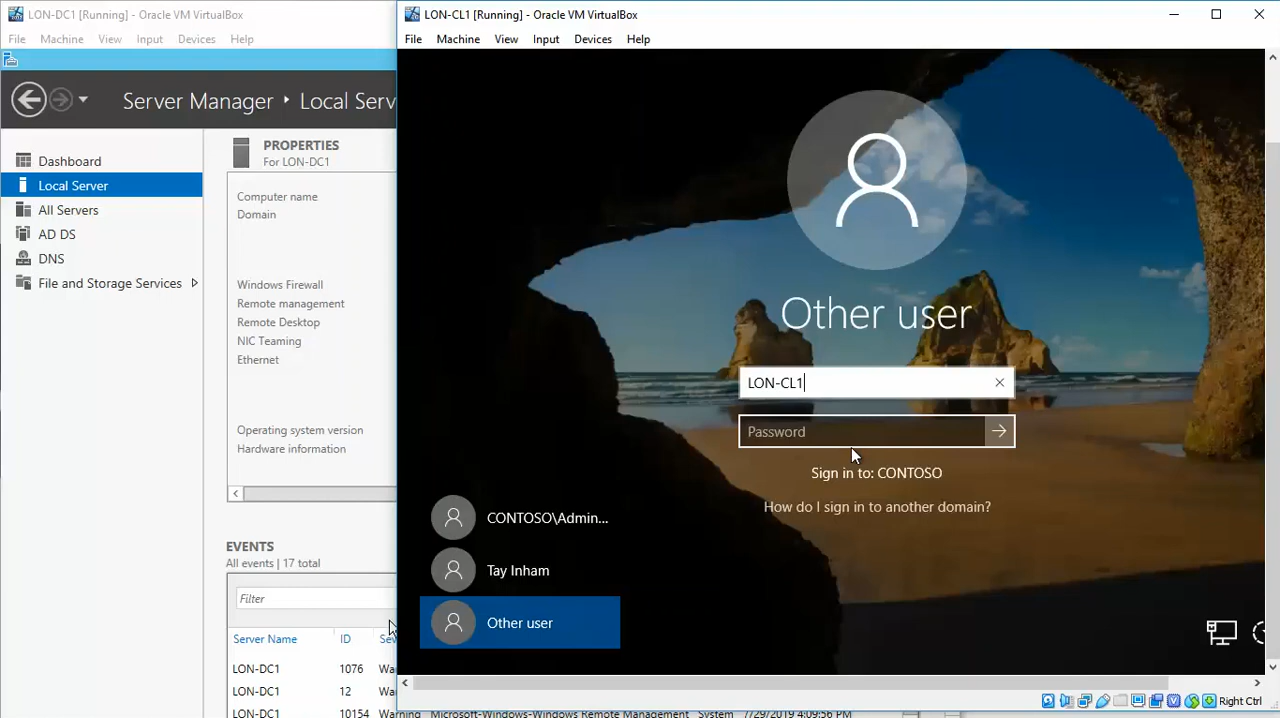 LON-DC1 [Running] - Oracle VM VirtualBox
File Machine View Input Devices Help
Server Manager ‣ Local Serv
Dashboard
Local Server
All Servers
AD DS
DNS
File and Storage Services
PROPERTIES
For LON-DC1
Computer name
Domain
Windows Firewall
Remote management
Remote Desktop
NIC Teaming
Ethernet
Operating system version
Hardware information
EVENTS
All events | 17 total
Filter
Server Name ID Se
LON-DC1 1076 Wa
LON-DC1 12 Wa
LON-DC1 10154 Warning Microsoft-Windows-Windows Remote Management System 7/29/2019 4:09:56 PM
LON-CL1 [Running] - Oracle VM VirtualBox
File Machine View Input Devices Help
Other user
LON-CL1
Password
Sign in to: CONTOSO
How do I sign in to another domain?
CONTOSO\Admin...
Tay Inham
Other user
Right Ctrl